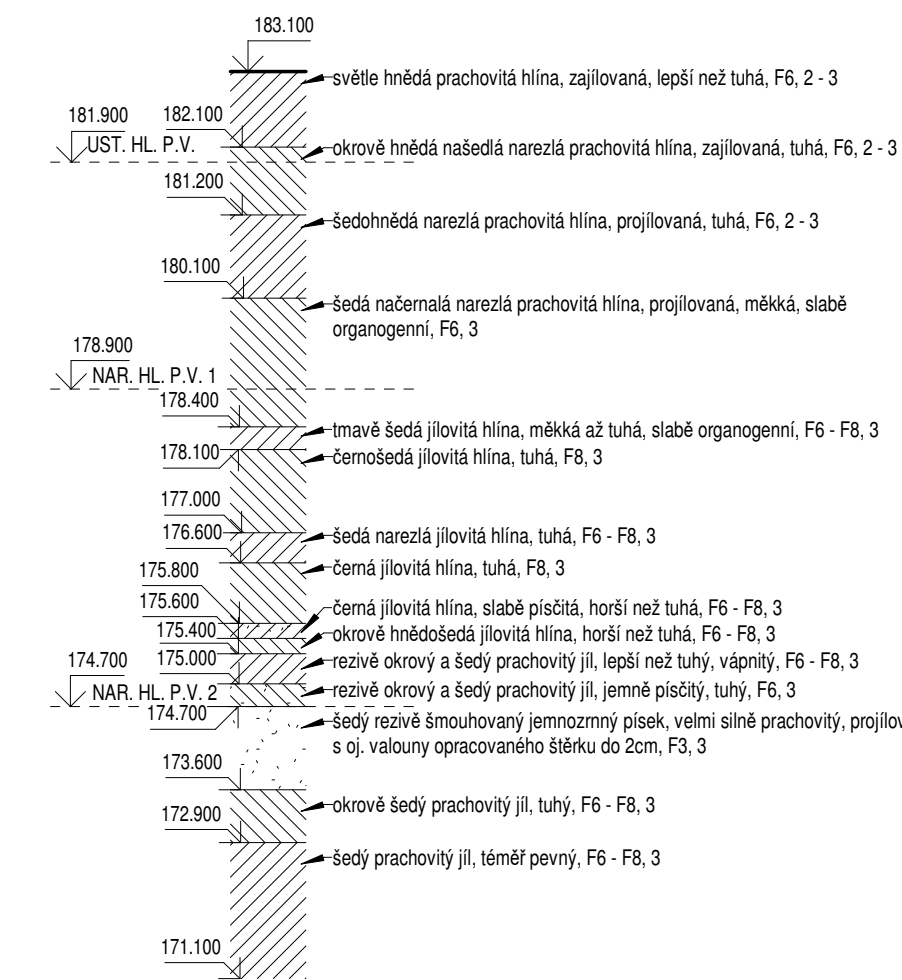 183.100
světle hnědá prachovitá hlína, zajílovaná, lepší než tuhá, F6, 2 - 3
181.900
182.100
UST. HL. P.V.
okrově hnědá našedlá narezlá prachovitá hlína, zajílovaná, tuhá, F6, 2 - 3
181.200
šedohnědá narezlá prachovitá hlína, projílovaná, tuhá, F6, 2 - 3
180.100
šedá načernalá narezlá prachovitá hlína, projílovaná, měkká, slabě
organogenní, F6, 3
178.900
NAR. HL. P.V. 1
178.400
tmavě šedá jílovitá hlína, měkká až tuhá, slabě organogenní, F6 - F8, 3
178.100
černošedá jílovitá hlína, tuhá, F8, 3
177.000
176.600
šedá narezlá jílovitá hlína, tuhá, F6 - F8, 3
175.800
černá jílovitá hlína, tuhá, F8, 3
175.600
černá jílovitá hlína, slabě písčitá, horší než tuhá, F6 - F8, 3
175.400
okrově hnědošedá jílovitá hlína, horší než tuhá, F6 - F8, 3
174.700
175.000
rezivě okrový a šedý prachovitý jíl, lepší než tuhý, vápnitý, F6 - F8, 3
NAR. HL. P.V. 2
rezivě okrový a šedý prachovitý jíl, jemně písčitý, tuhý, F6, 3
174.700
šedý rezivě šmouhovaný jemnozrnný písek, velmi silně prachovitý, projílov
s oj. valouny opracovaného štěrku do 2cm, F3, 3
173.600
okrově šedý prachovitý jíl, tuhý, F6 - F8, 3
172.900
šedý prachovitý jíl, téměř pevný, F6 - F8, 3
171.100